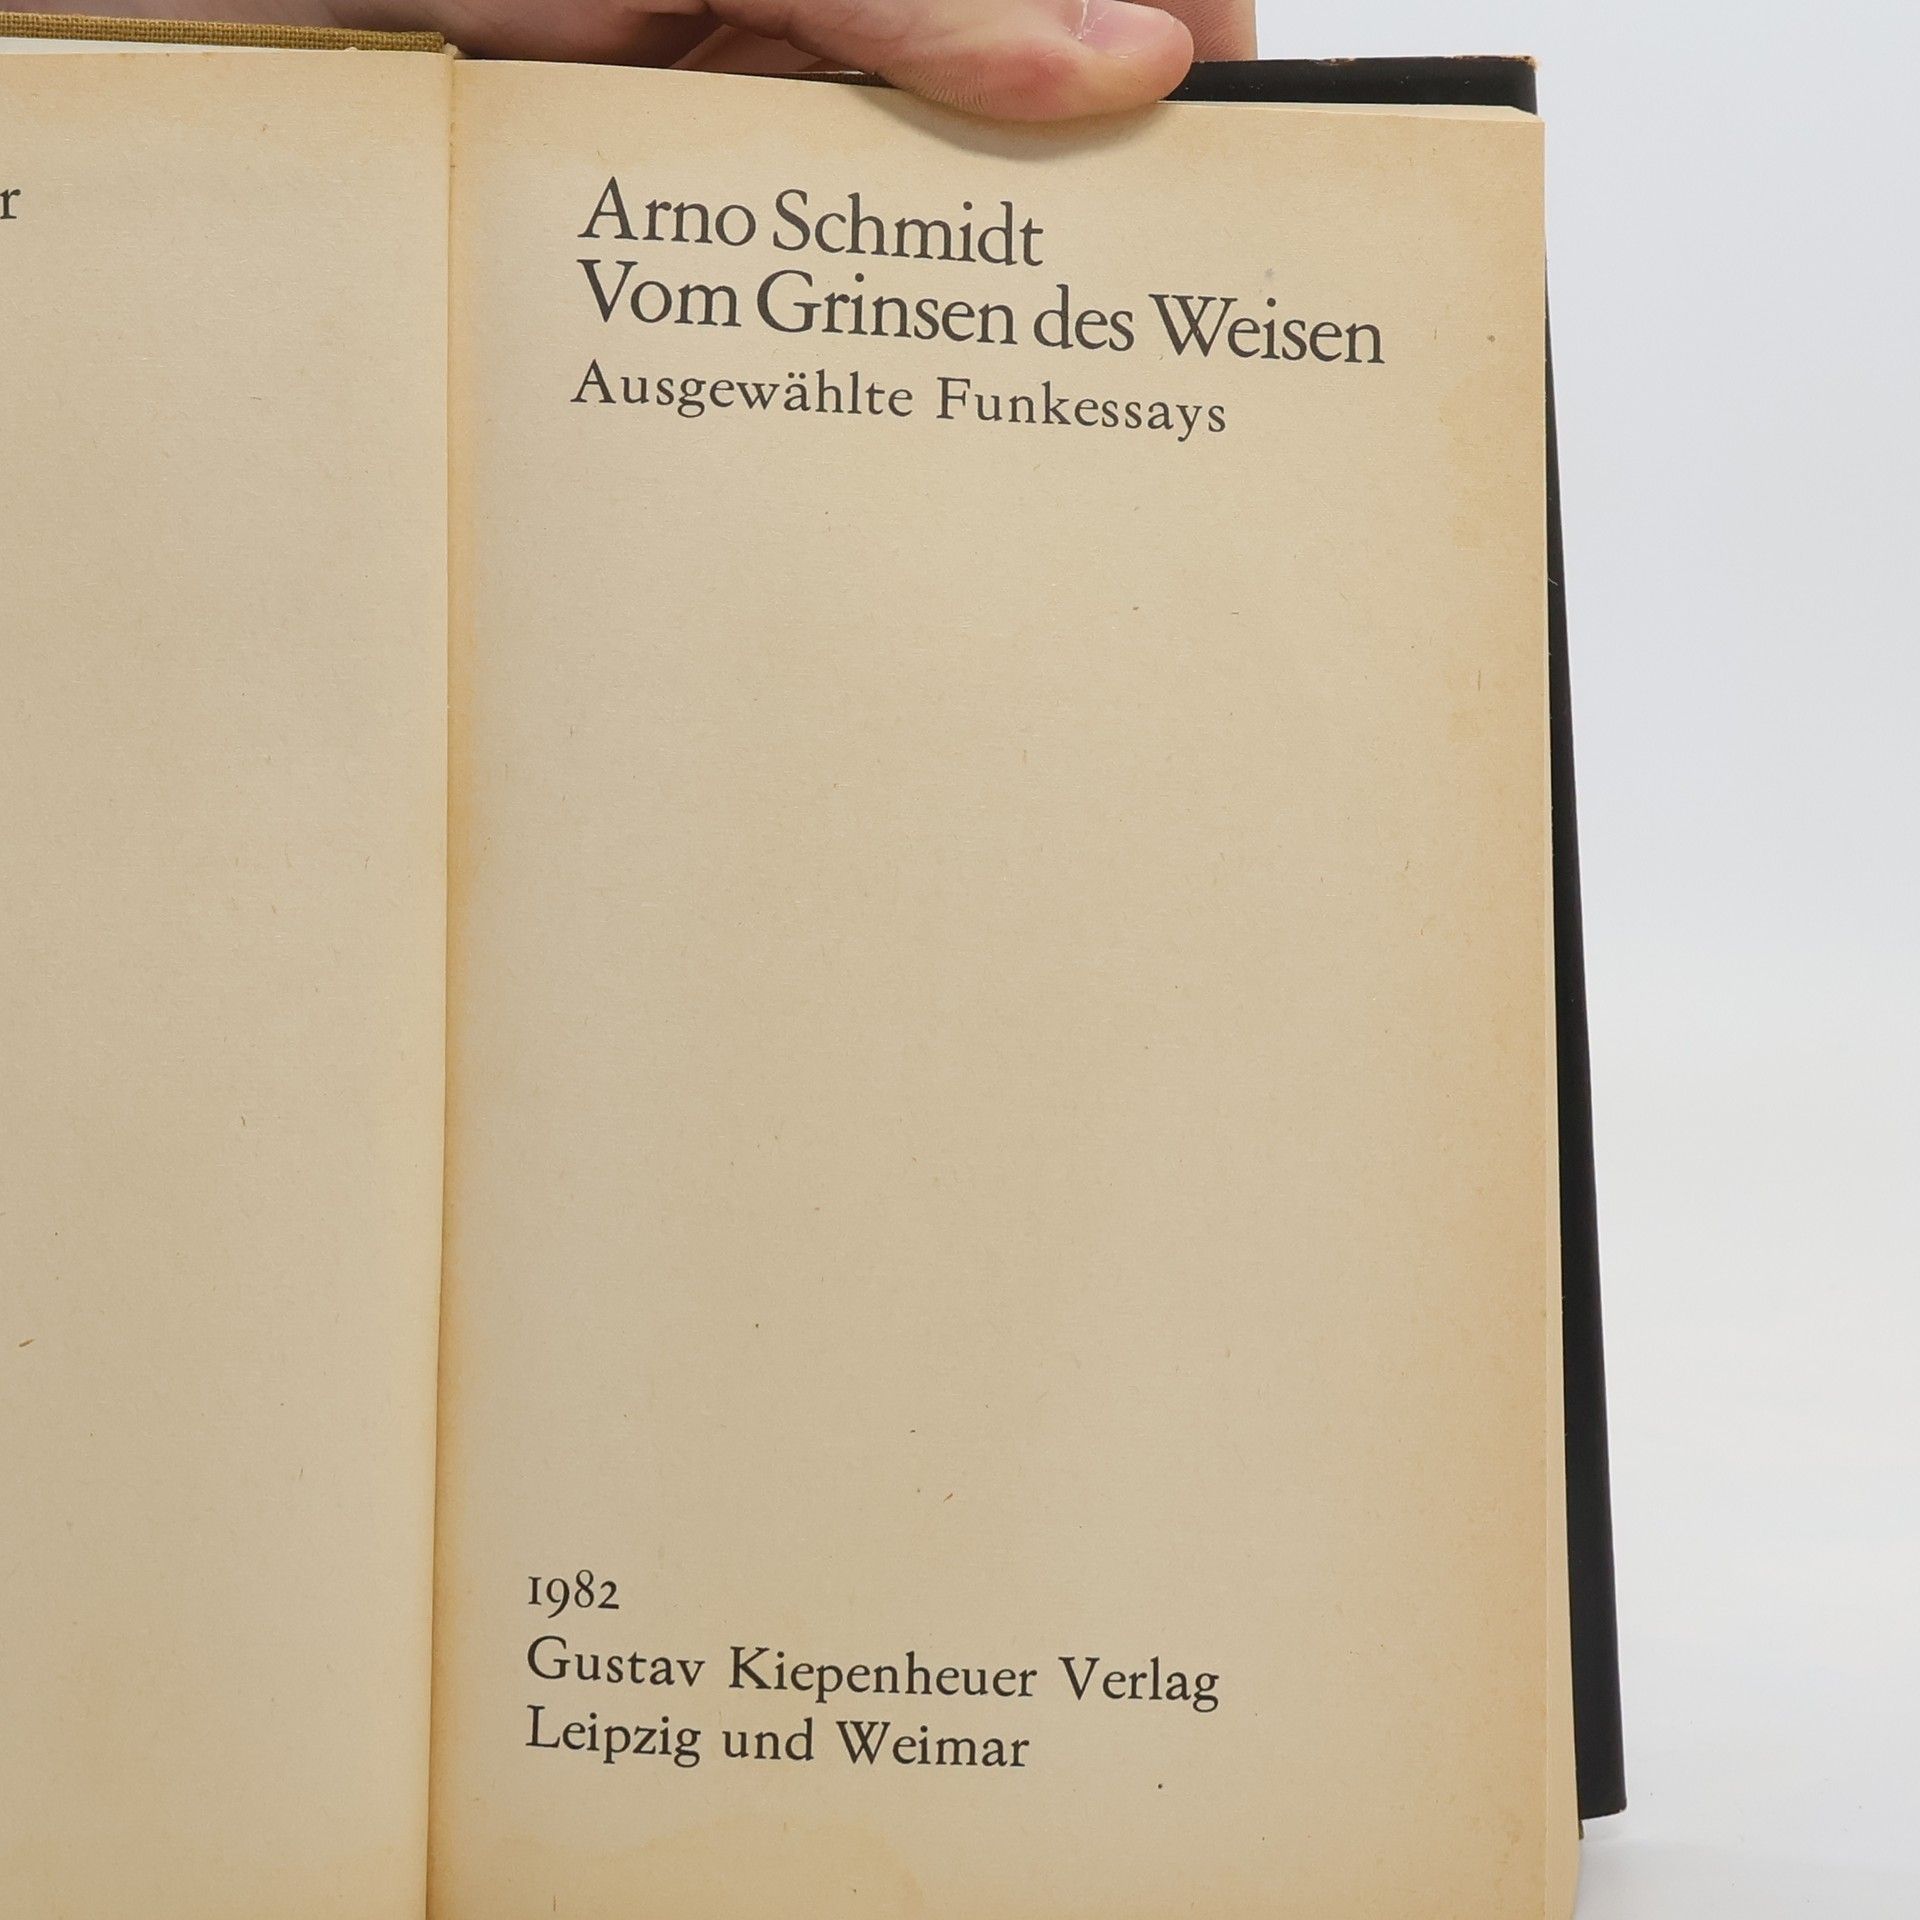 Arno Schmidt
Vom Grinsen des Weisen
Ausgewählte Funkessays
1982
Gustav Kiepenheuer Verlag
Leipzig und Weimar